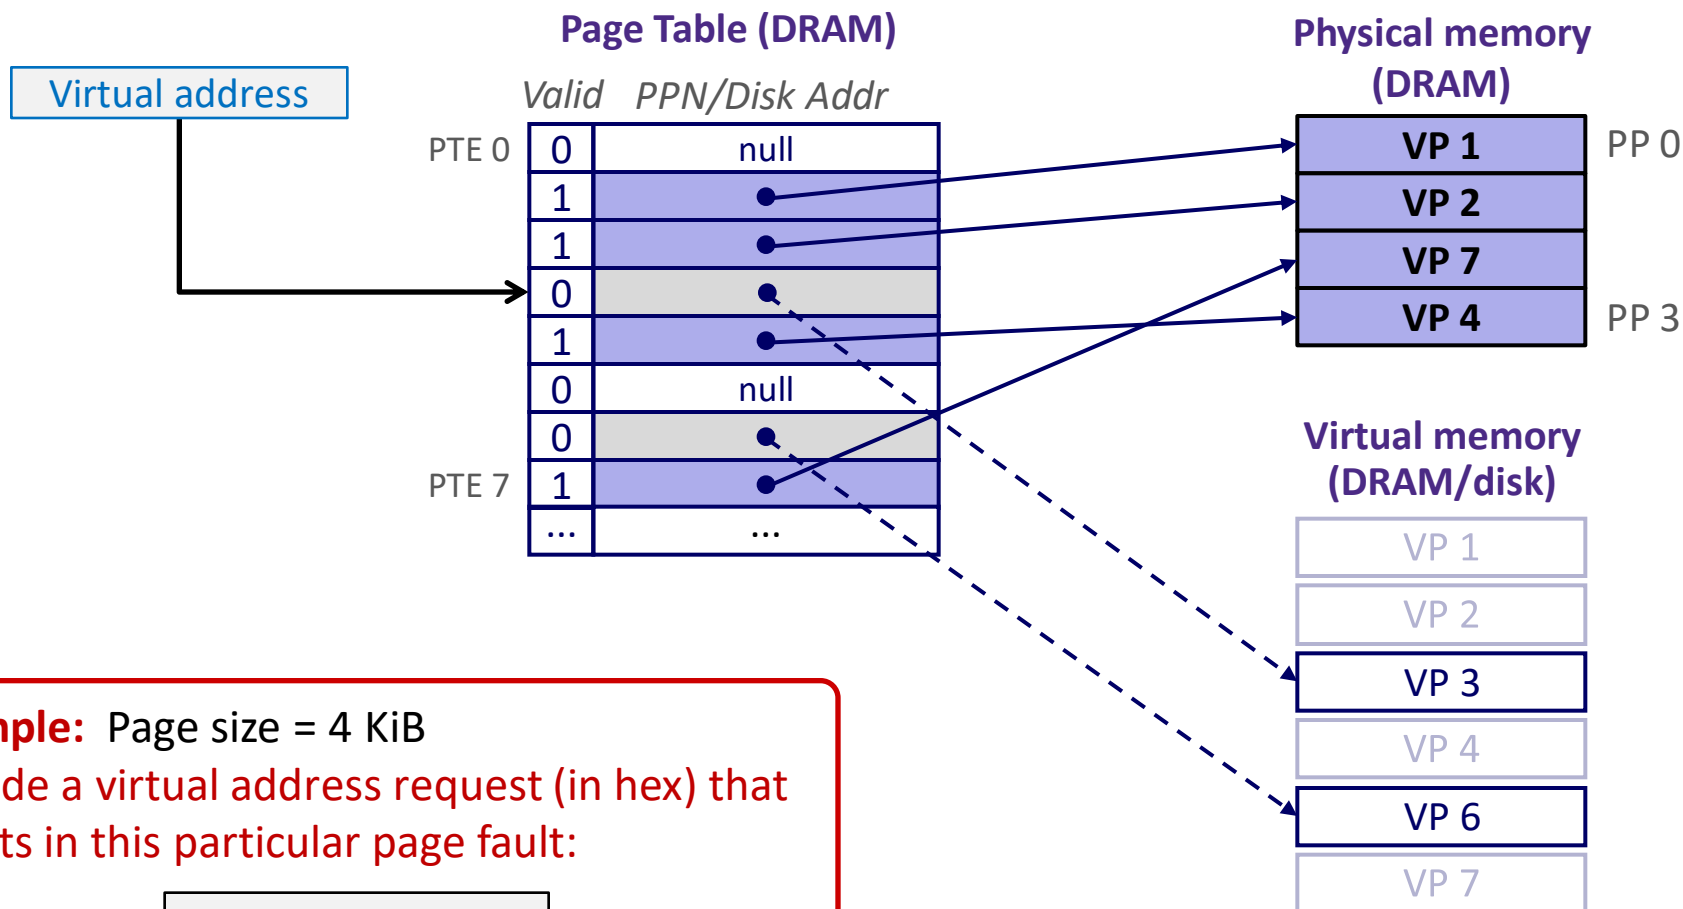 Page Table (DRAM)
Physical memory
(DRAM)
Virtual address
Valid PPN/Disk Addr
PTE 0 0 null
1
1
0
1
0 null
0
PTE 7 1
... ...
VP 1 PP 0
VP 2
VP 7
VP 4 PP 3
Virtual memory
(DRAM/disk)
VP 1
VP 2
VP 3
VP 4
VP 6
VP 7
mple: Page size = 4 KiB
de a virtual address request (in hex) that
ts in this particular page fault: